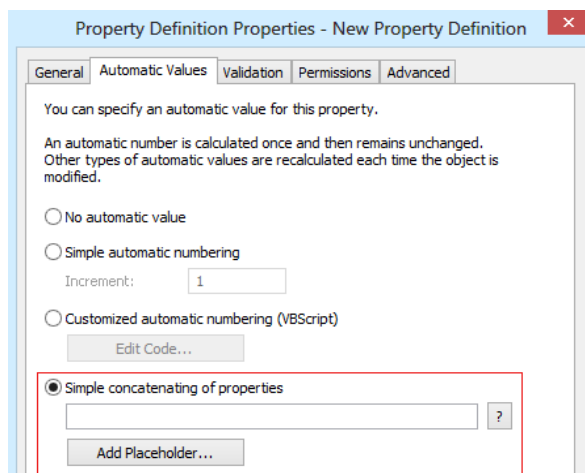 Property Definition Properties - New Property Definition
×
General Automatic Values Validation Permissions Advanced
You can specify an automatic value for this property.
An automatic number is calculated once and then remains unchanged.
Other types of automatic values are recalculated each time the object is
modified.
No automatic value
Simple automatic numbering
Increment: 1
Customized automatic numbering (VBScript)
Edit Code...
Simple concatenating of properties
?
Add Placeholder...